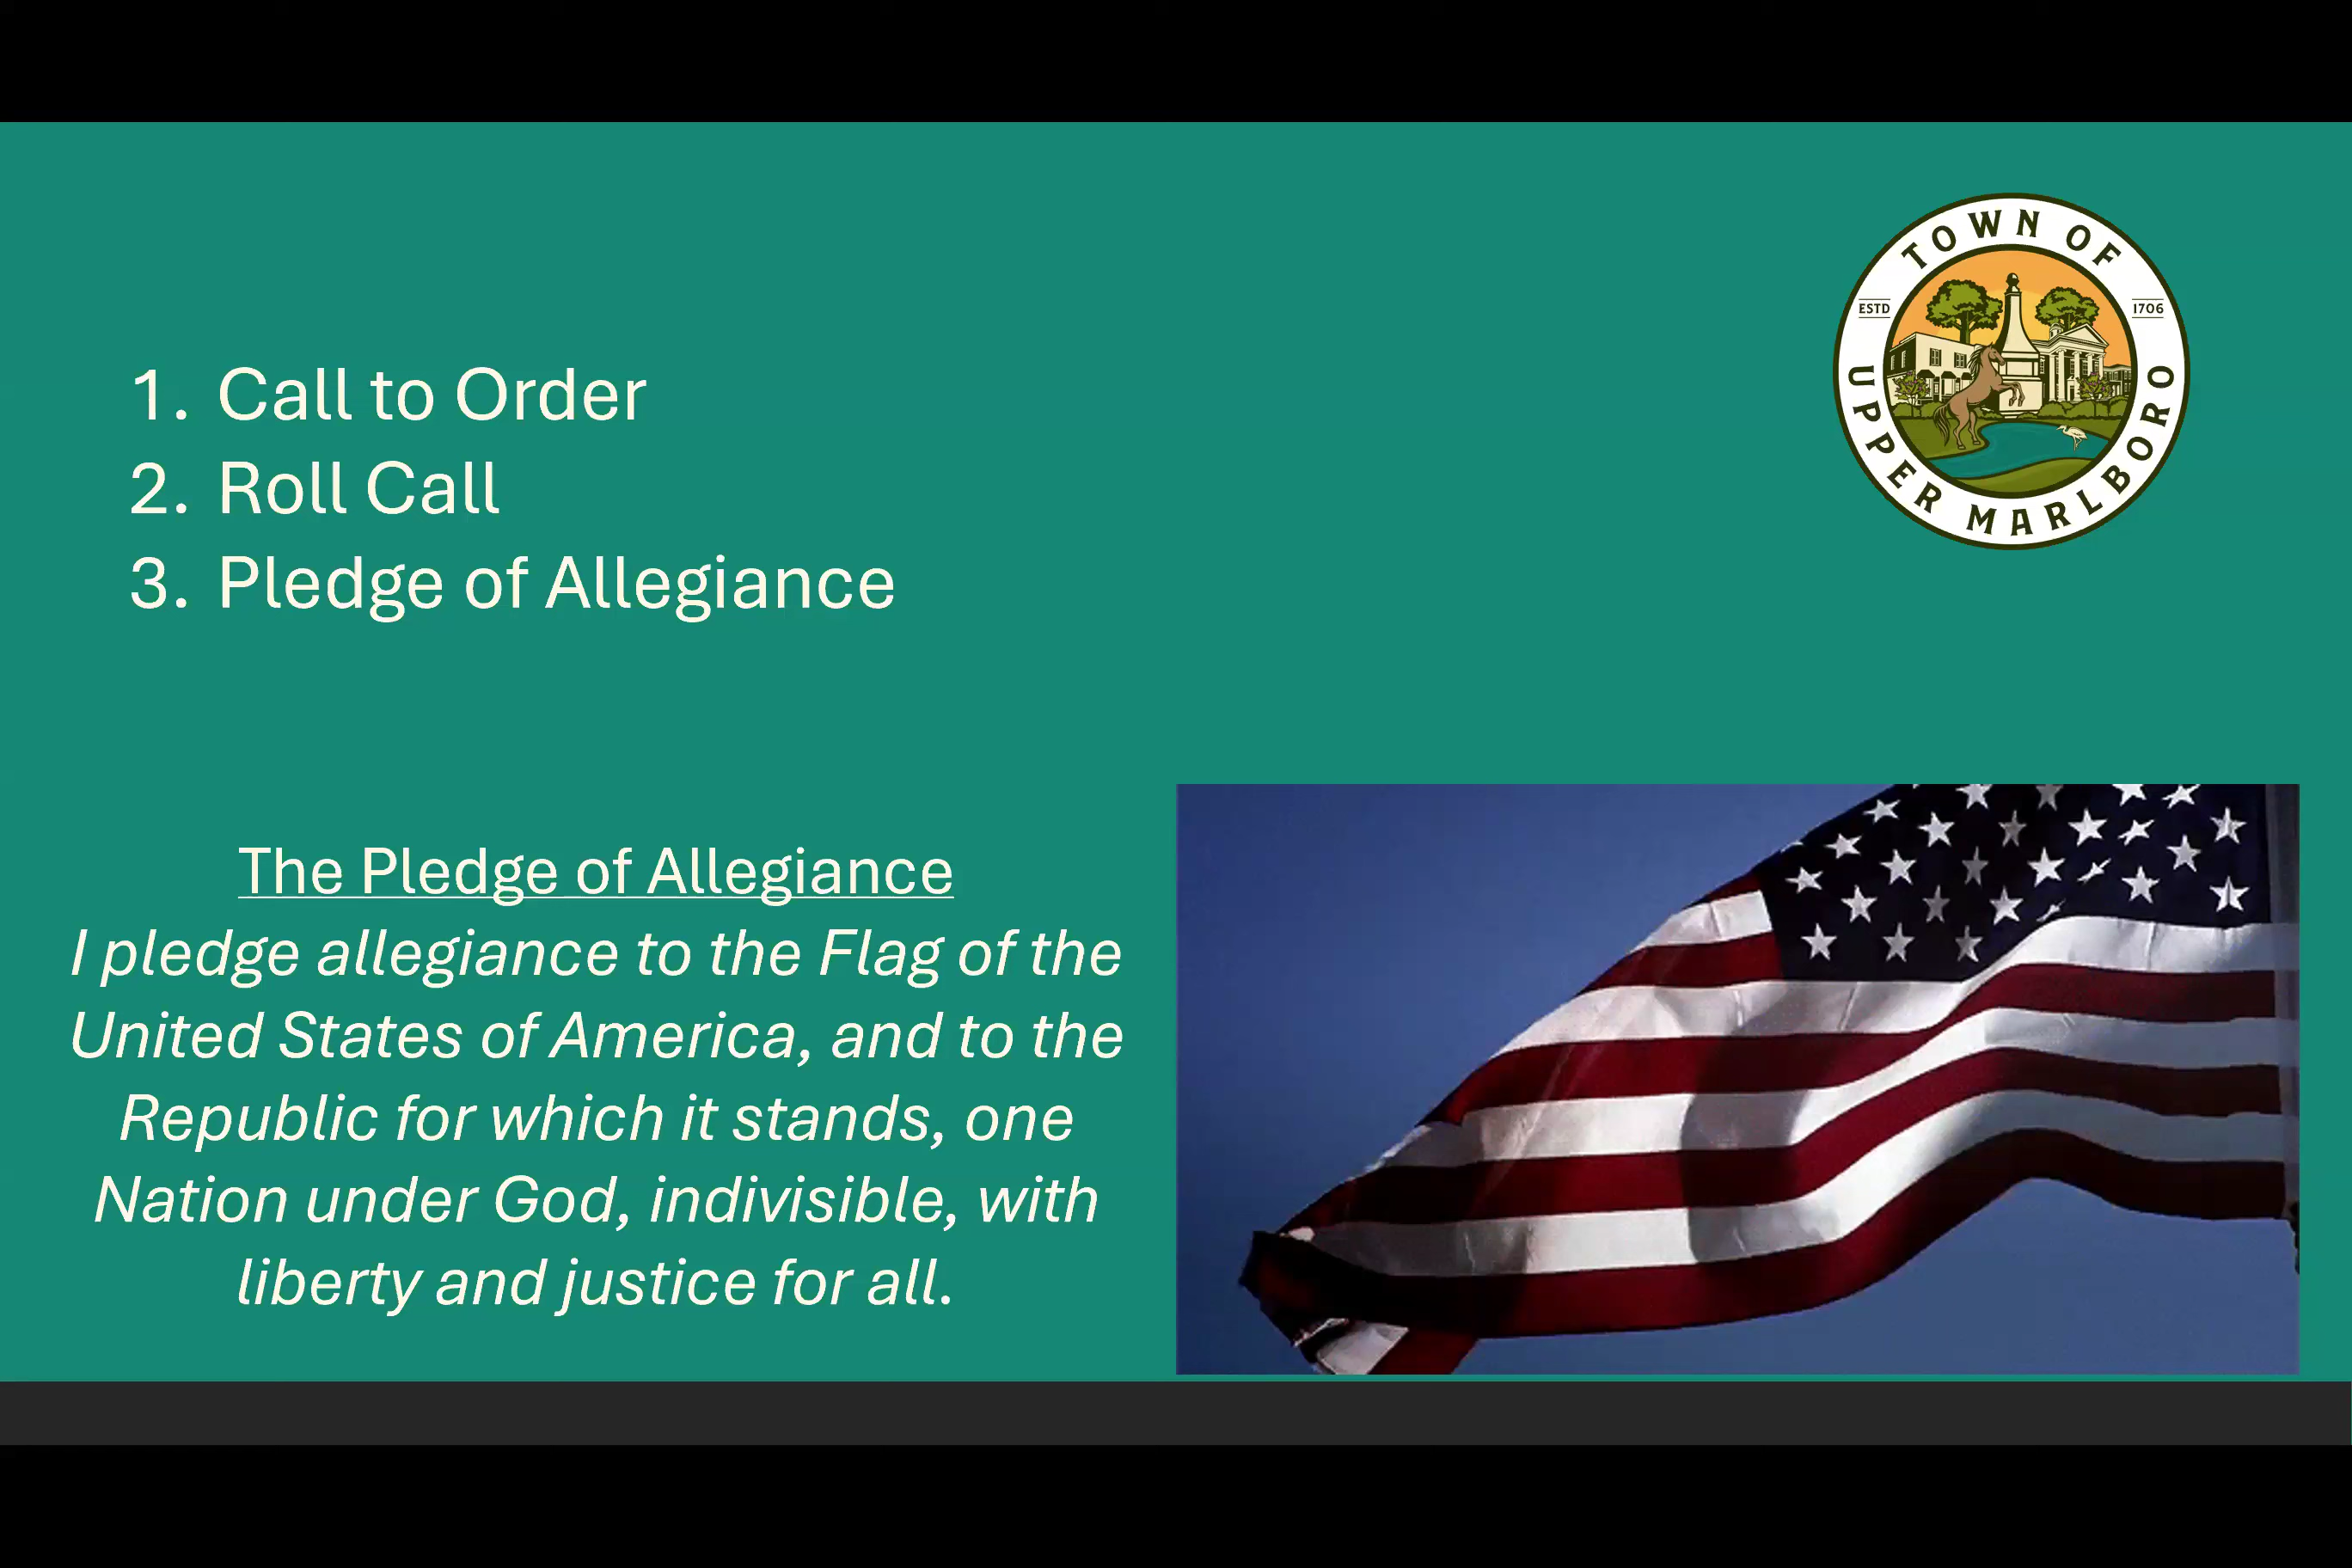 TOWN OF
ESTD
1706
UPPER MARLBORO
1. Call to Order
2. Roll Call
3. Pledge of Allegiance
The Pledge of Allegiance
I pledge allegiance to the Flag of the
United States of America, and to the
Republic for which it stands, one
Nation under God, indivisible, with
liberty and justice for all.